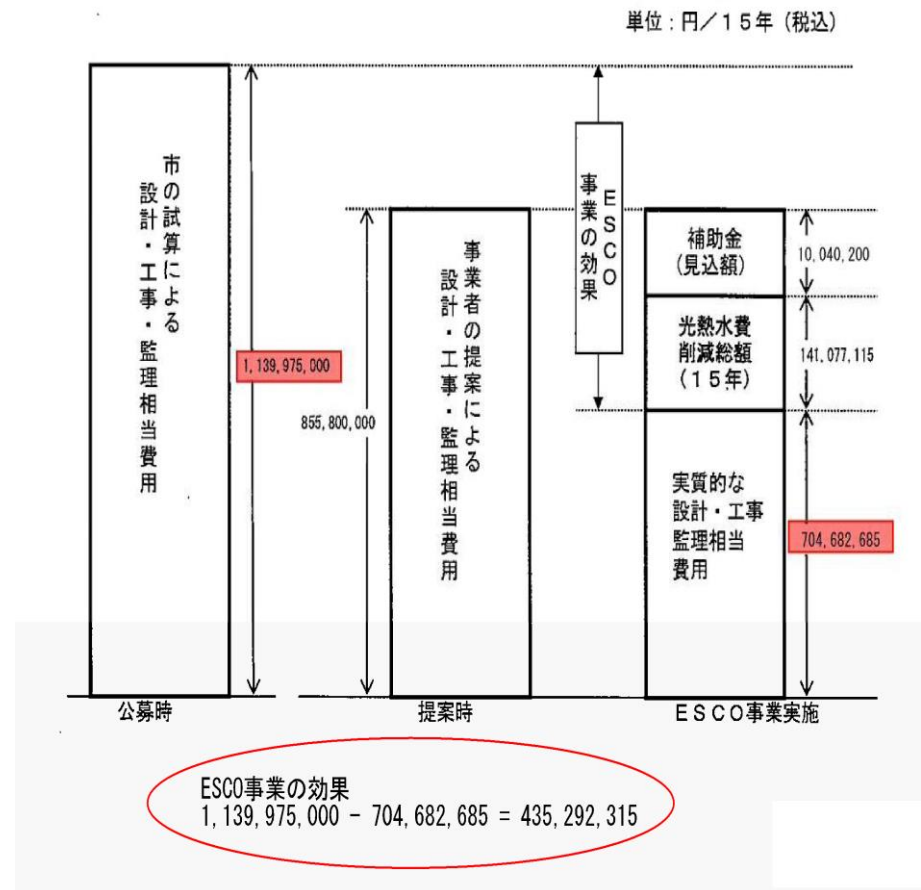 単位：円／１５年（税込）
市の試算による
設計・工事・監理相当費用
1,139,975,000
855,800,000
事業者の提案による
設計・工事・監理相当費用
ＥＳＣＯ
事業の効果
補助金
(見込額)
10,040,200
光熱水費
削減総額
(１５年)
141,077,115
実質的な
設計・工事
監理相当
費用
704,682,685
公募時
提案時
ＥＳＣＯ事業実施
ESCO事業の効果
1,139,975,000 − 704,682,685 = 435,292,315